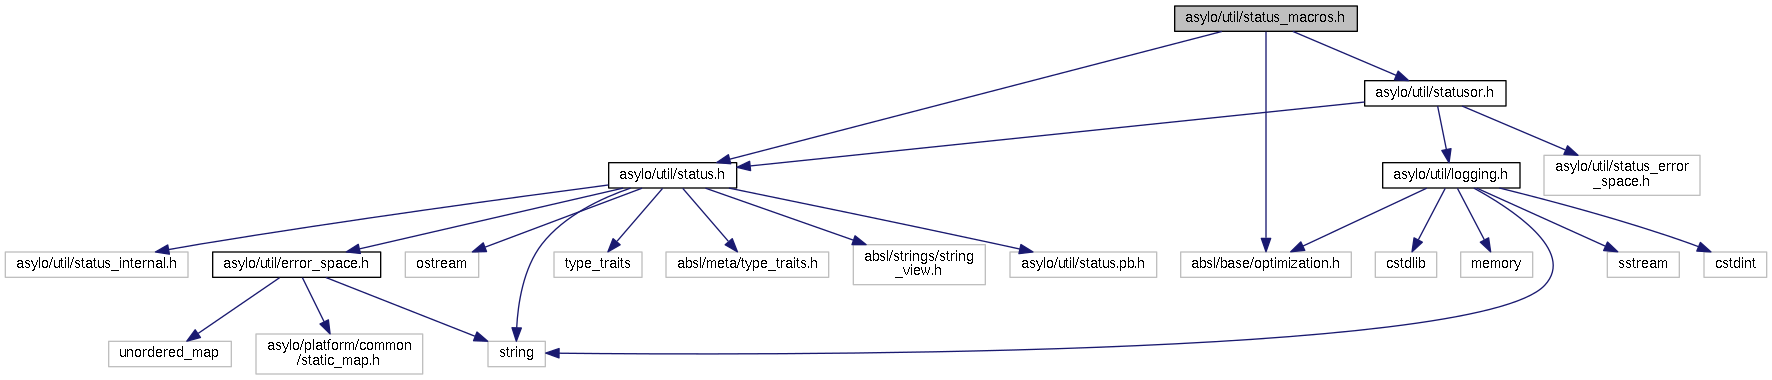 asylo/util/status_macros.h
asylo/util/statusor.h
asylo/util/status.h
asylo/util/logging.h
asylo/util/status_error
_space.h
asylo/util/status_internal.h
asylo/util/error_space.h
ostream
type_traits
absl/meta/type_traits.h
absl/strings/string
_view.h
asylo/util/status.pb.h
absl/base/optimization.h
cstdlib
memory
sstream
cstdint
unordered_map
asylo/platform/common
/static_map.h
string